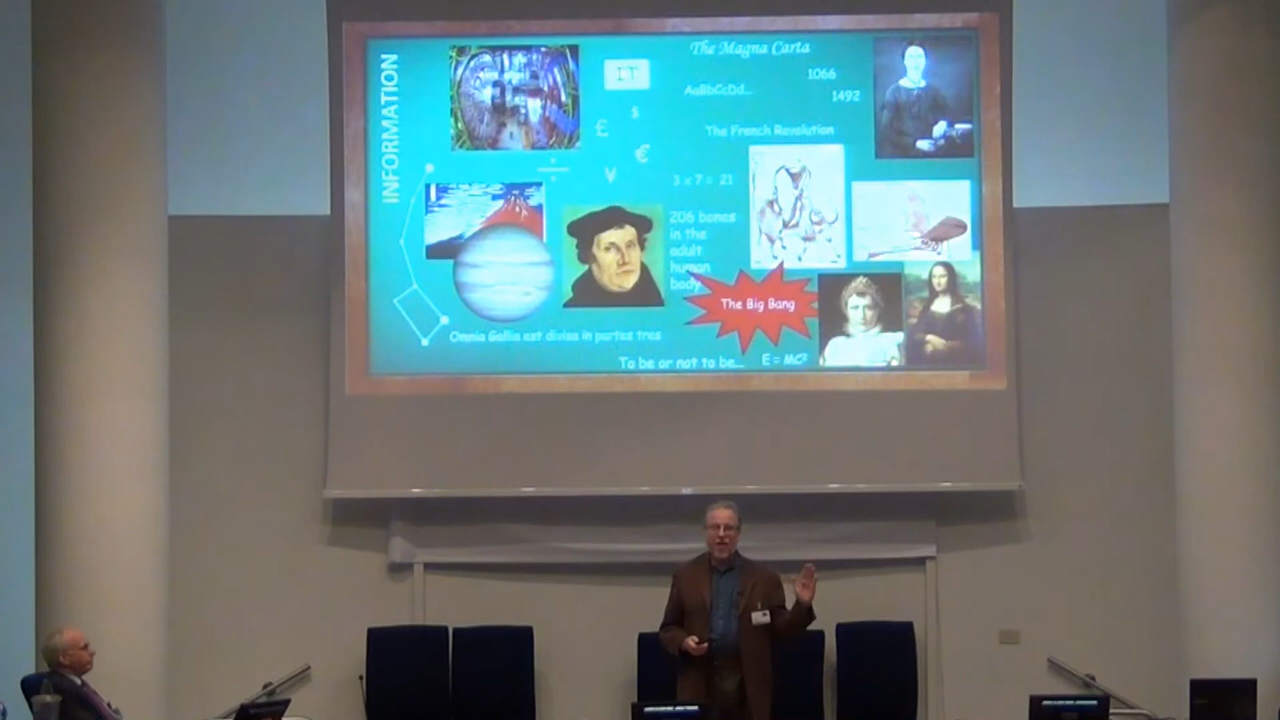 INFORMATION
The Magna Carta
IT
1066
AaBbCcDd...
1492
$
£
The French Revolution
€
¥
3 x 7 = 21
206 bones
in the
adult
human
body
The Big Bang
Omnia Gallia est divisa in partes tres
To be or not to be...
E = MC²